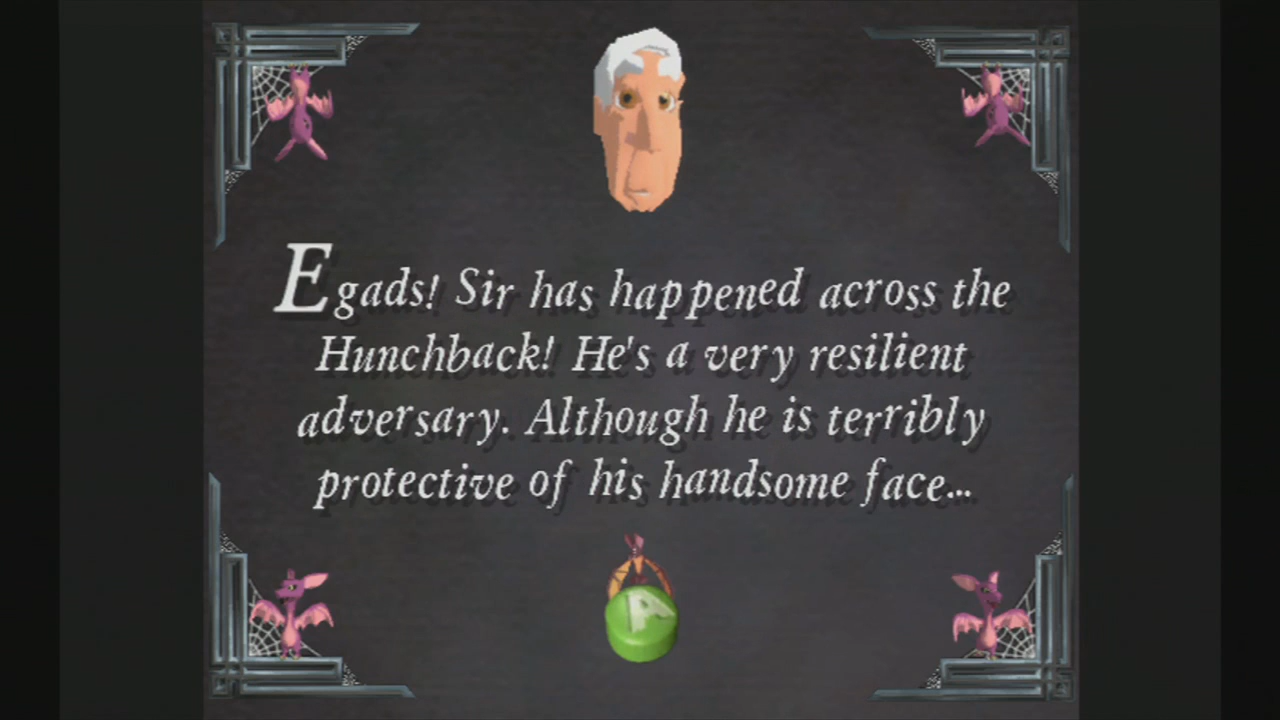 Egads! Sir has happened across the
Hunchback! He's a very resilient
adversary. Although he is terribly
protective of his handsome face...
A